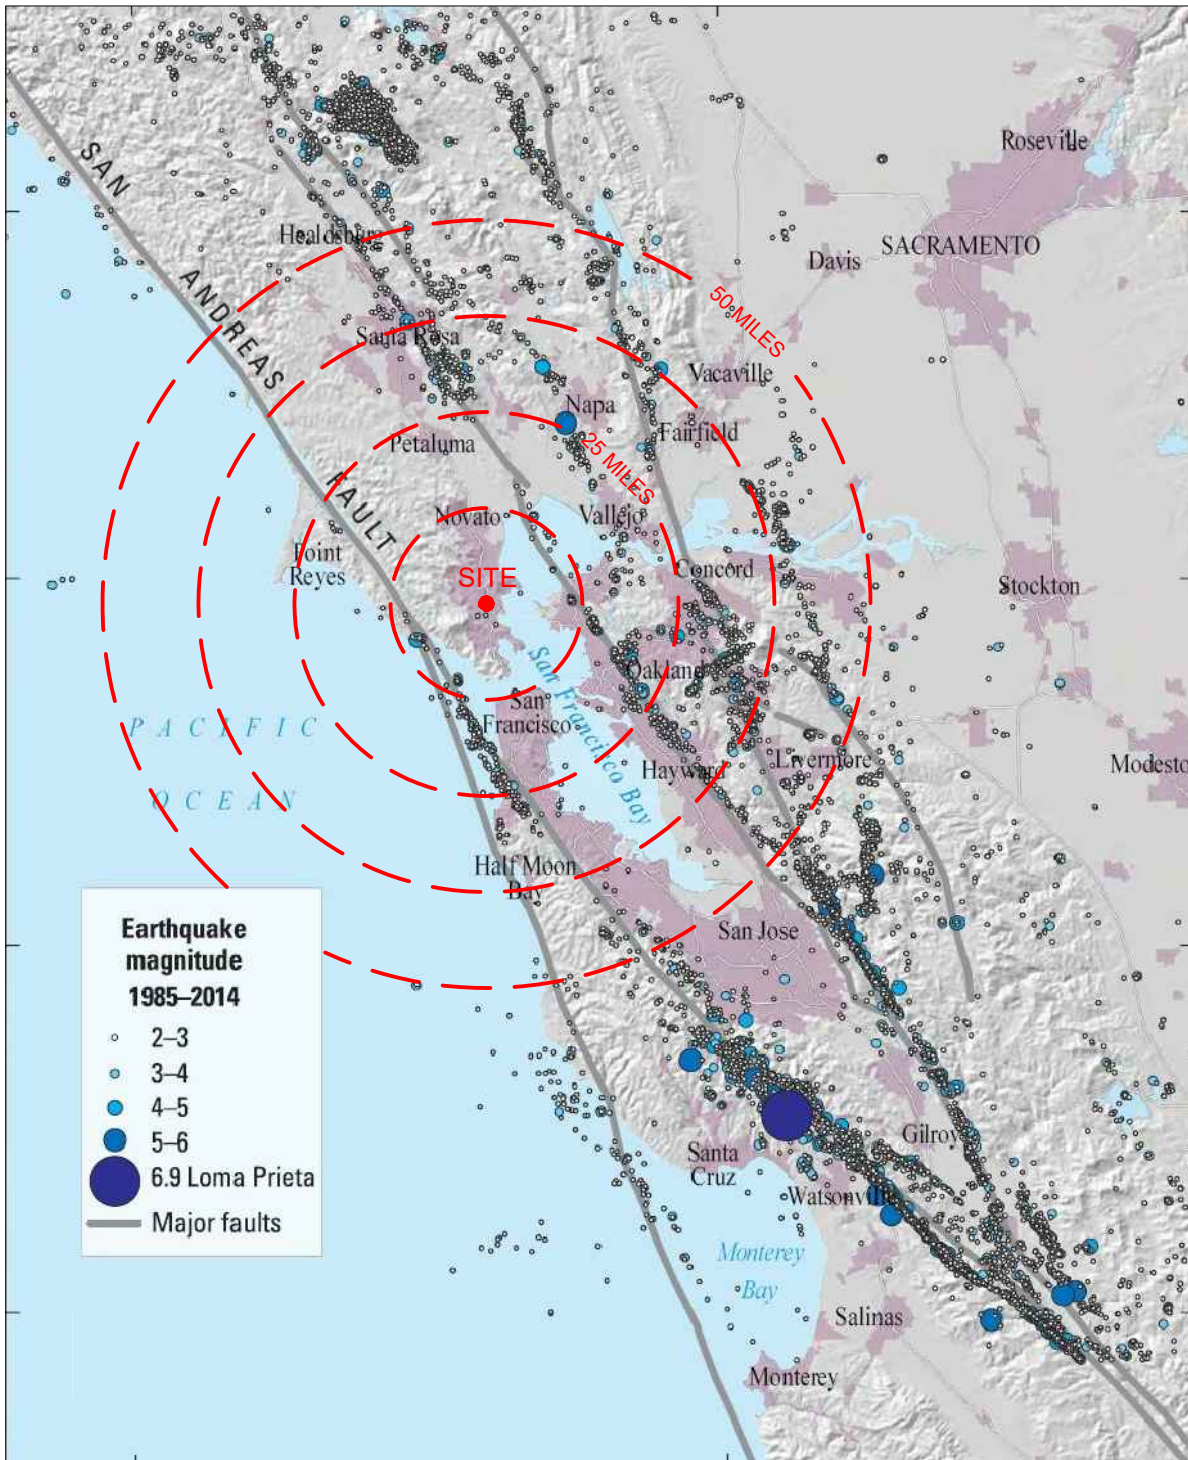 Roseville
SAN
Healdsburg
SACRAMENTO
Davis
ANDREAS
50 MILES
Santa Rosa
Vacaville
Napa
Fairfield
Petaluma
25 MILES
FAULT
Novato
Vallejo
Point
Reyes
Concord
SITE
Stockton
San Francisco Bay
Oakland
San
Francisco
PACIFIC
OCEAN
Hayward
Livermore
Modesto
Half Moon
Bay
San Jose
Earthquake
magnitude
1985–2014
2–3
3–4
4–5
5–6
6.9 Loma Prieta
Major faults
Gilroy
Santa
Cruz
Watsonville
Monterey
Bay
Salinas
Monterey